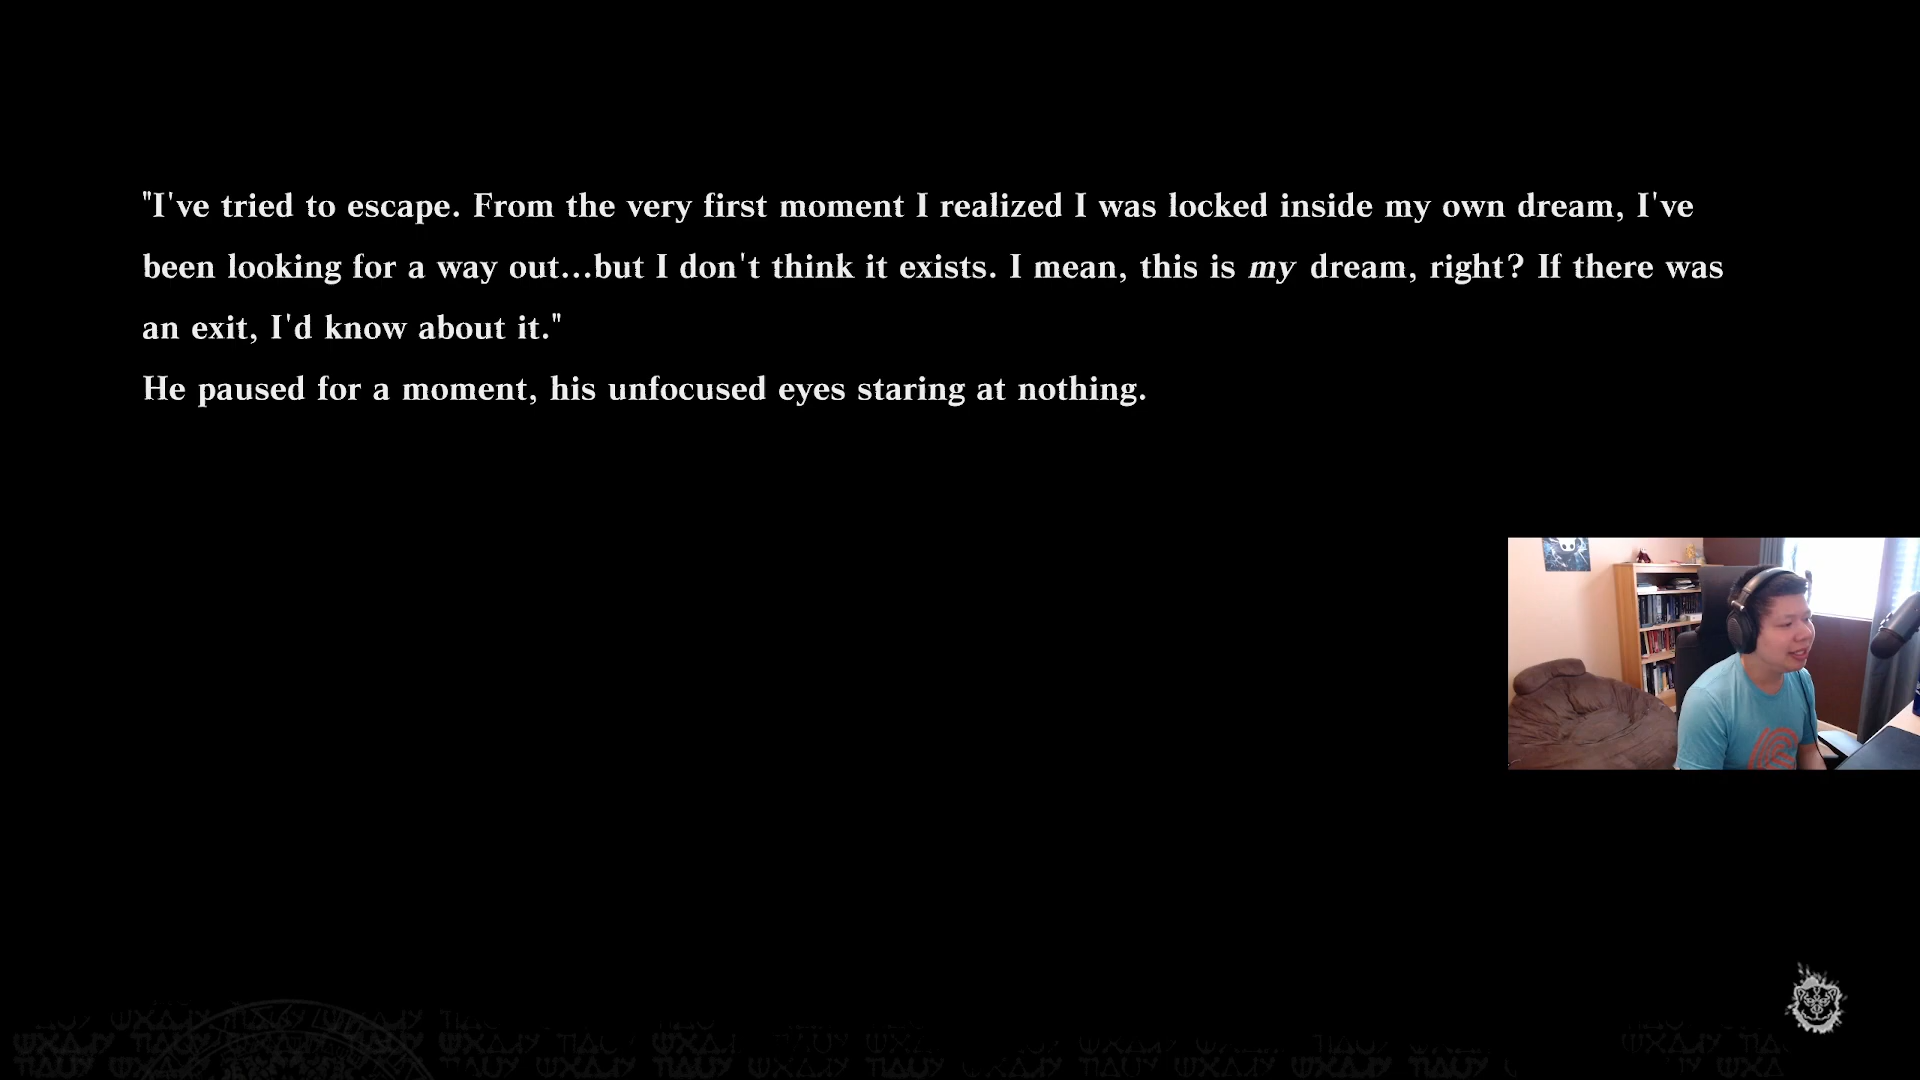 "I've tried to escape. From the very first moment I realized I was locked inside my own dream, I've
been looking for a way out...but I don't think it exists. I mean, this is my dream, right? If there was
an exit, I'd know about it."
He paused for a moment, his unfocused eyes staring at nothing.